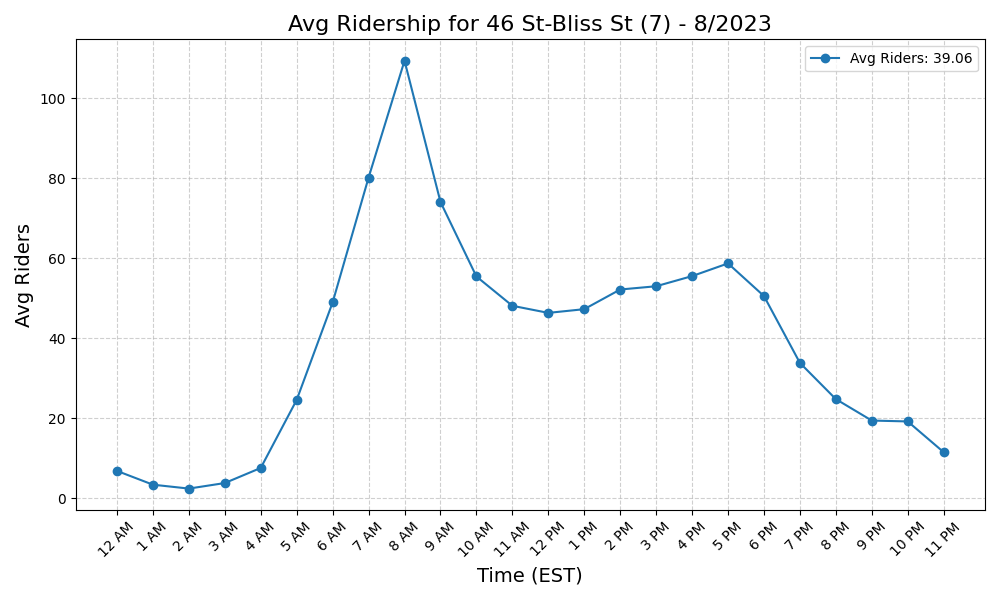 Avg Ridership for 46 St-Bliss St (7) - 8/2023
Avg Riders: 39.06
Avg Riders
100
80
60
40
20
0
12 AM
1 AM
2 AM
3 AM
4 AM
5 AM
6 AM
7 AM
8 AM
9 AM
10 AM
11 AM
12 PM
1 PM
2 PM
3 PM
4 PM
5 PM
6 PM
7 PM
8 PM
9 PM
10 PM
11 PM
Time (EST)